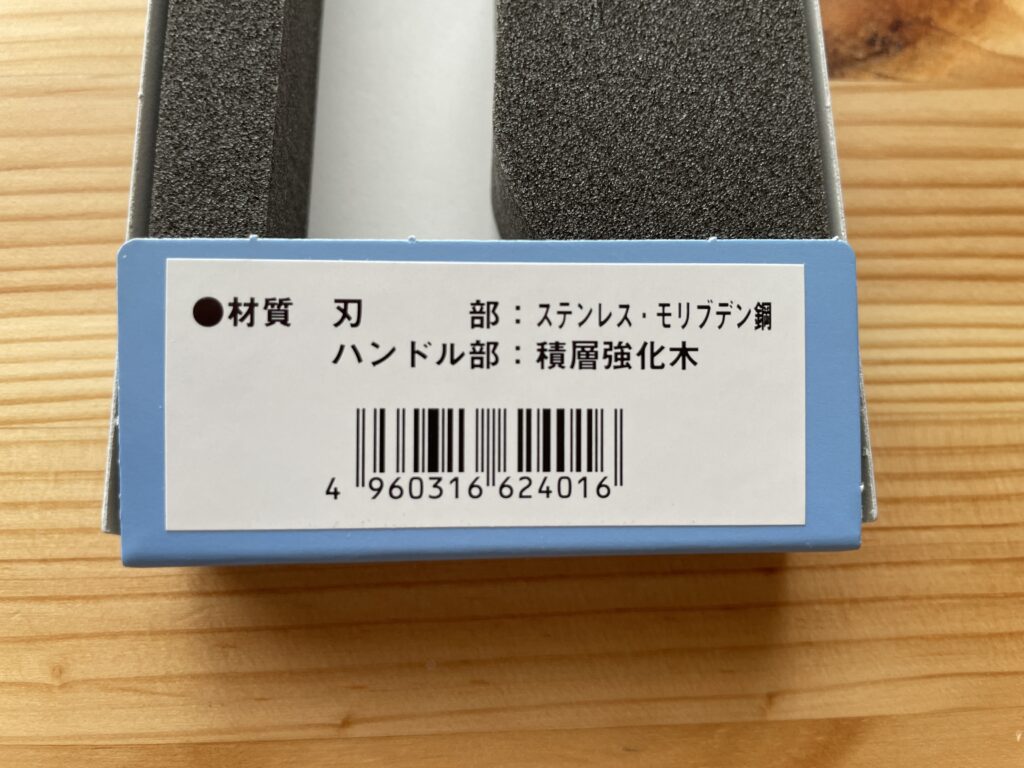 ●材質 刃　　部：ステンレス・モリブデン鋼
ハンドル部：積層強化木
4 960316 624016